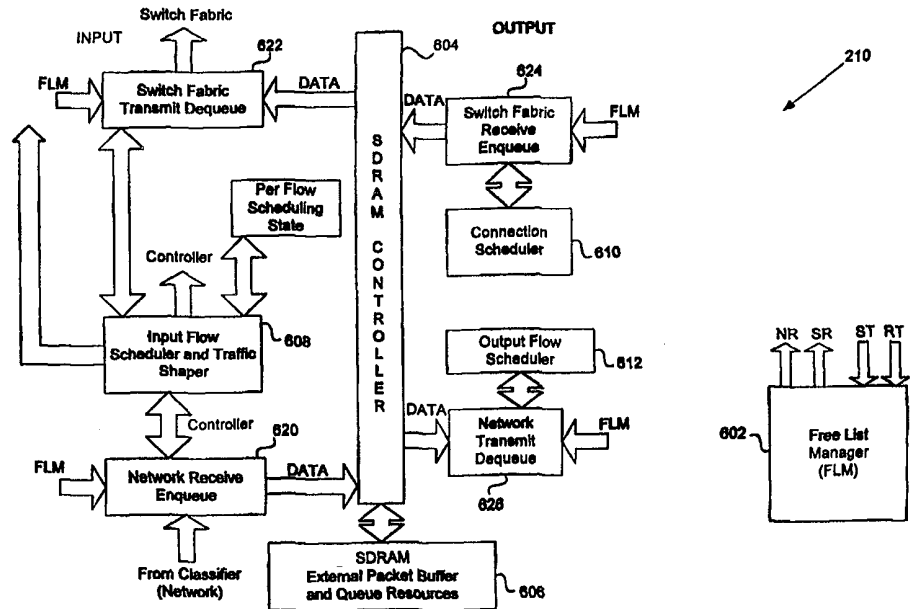 Switch Fabric
INPUT
622
FLM
Switch Fabric
Transmit Dequeue
DATA
604
OUTPUT
624
DATA
Switch Fabric
Receive
Enqueue
FLM
210
SDRAM CONTROLLER
Per Flow
Scheduling
State
Connection
Scheduler
610
Controller
Input Flow
Scheduler and Traffic
Shaper
608
Output Flow
Scheduler
612
NR
SR
ST
RT
Controller
620
FLM
Network Receive
Enqueue
DATA
DATA
Network
Transmit
Dequeue
FLM
626
602
Free List
Manager
(FLM)
From Classifier
(Network)
SDRAM
External Packet Buffer
and Queue Resources
606